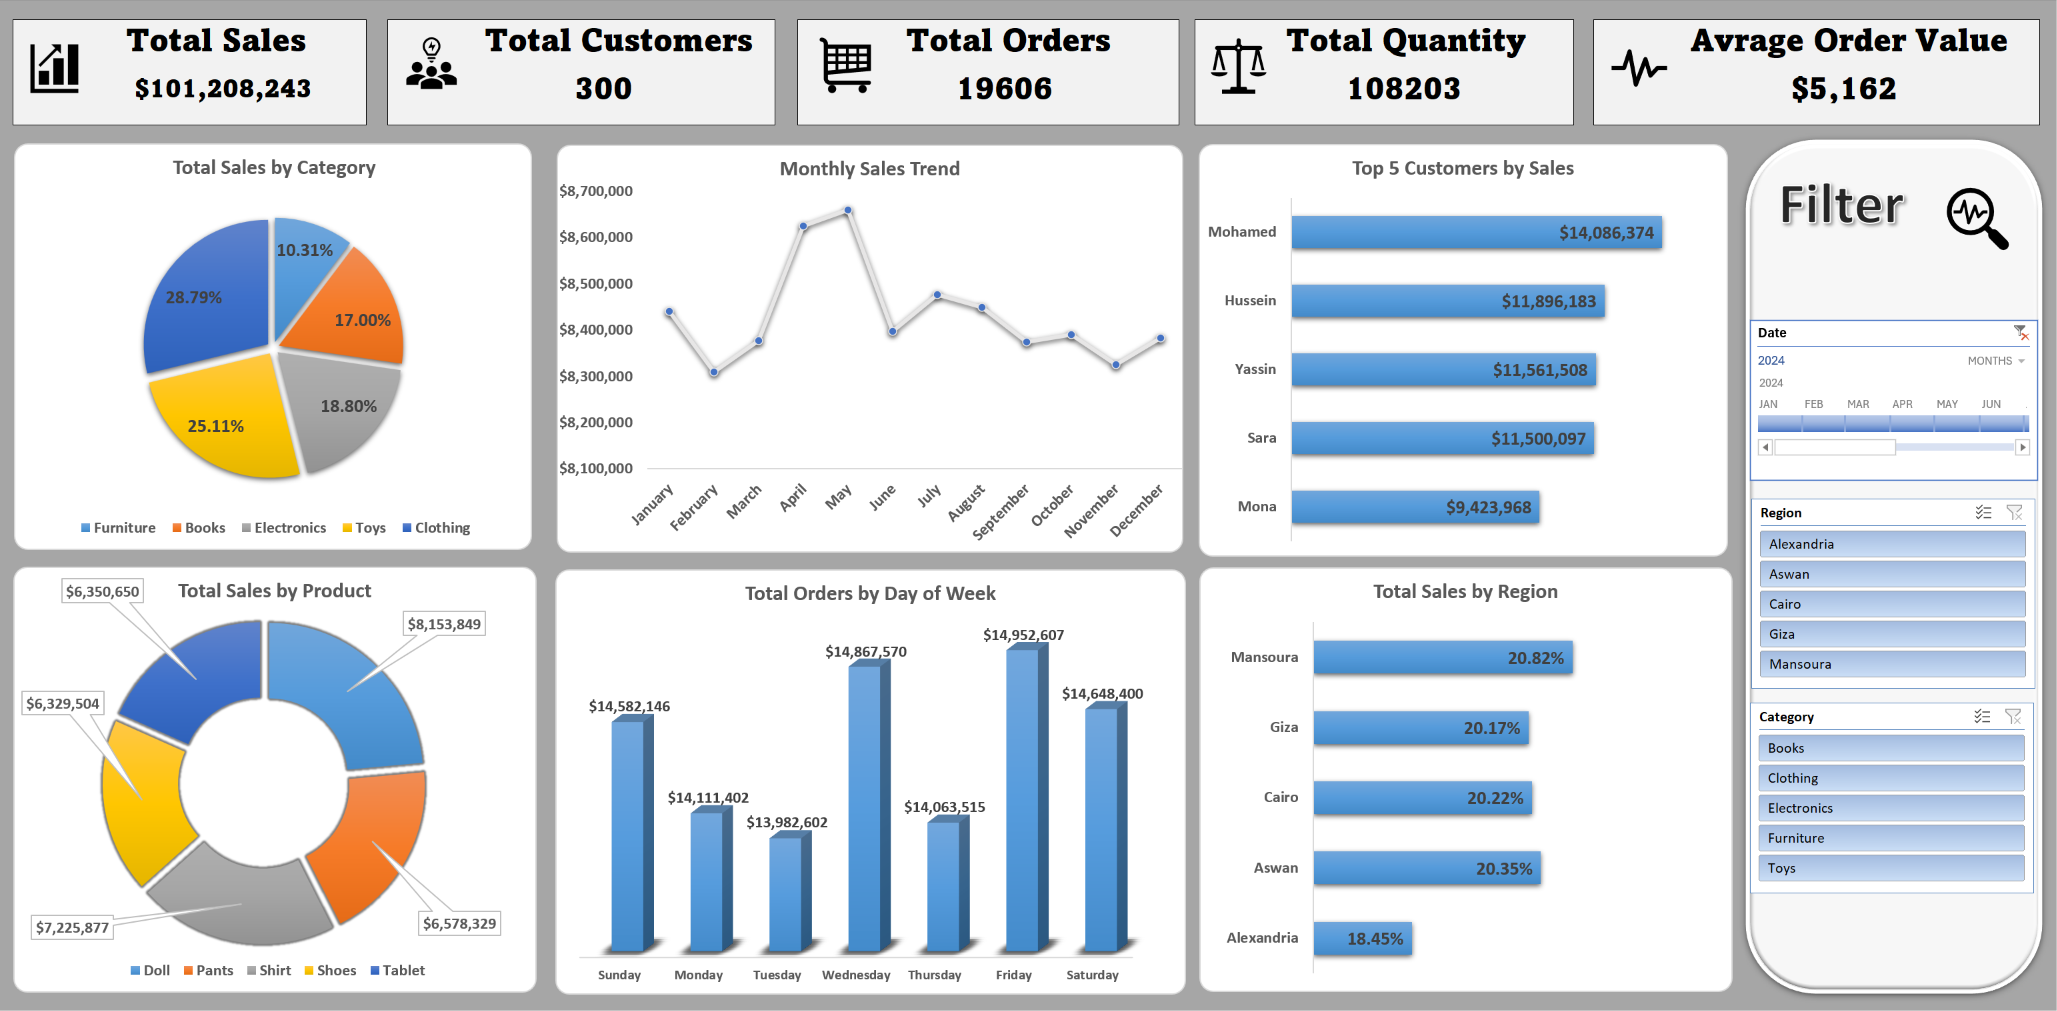 Total Sales
$101,208,243
Total Customers
300
Total Orders
19606
Total Quantity
108203
Avrage Order Value
$5,162
Total Sales by Category
10.31%
17.00%
18.80%
25.11%
28.79%
Furniture Books Electronics Toys Clothing
Monthly Sales Trend
$8,700,000
$8,600,000
$8,500,000
$8,400,000
$8,300,000
$8,200,000
$8,100,000
January February March April May June July August September October November December
Top 5 Customers by Sales
Mohamed $14,086,374
Hussein $11,896,183
Yassin $11,561,508
Sara $11,500,097
Mona $9,423,968
Filter
Date
2024 MONTHS
2024
JAN FEB MAR APR MAY JUN
Region
Alexandria
Aswan
Cairo
Giza
Mansoura
Category
Books
Clothing
Electronics
Furniture
Toys
Total Sales by Product
$6,350,650
$8,153,849
$6,329,504
$7,225,877
$6,578,329
Doll Pants Shirt Shoes Tablet
Total Orders by Day of Week
$14,582,146
$14,111,402
$13,982,602
$14,867,570
$14,063,515
$14,952,607
$14,648,400
Sunday Monday Tuesday Wednesday Thursday Friday Saturday
Total Sales by Region
Mansoura 20.82%
Giza 20.17%
Cairo 20.22%
Aswan 20.35%
Alexandria 18.45%